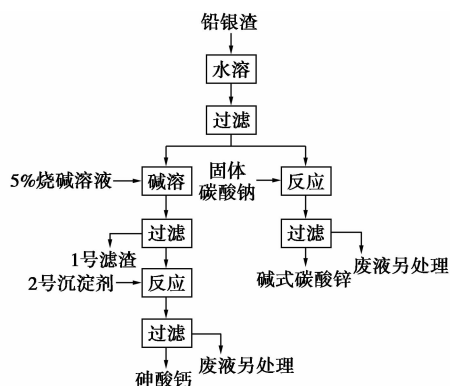 铅银渣
水溶
过滤
5%烧碱溶液
碱溶
固体
碳酸钠
反应
过滤
过滤
1号滤渣
碱式碳酸锌
废液另处理
2号沉淀剂
反应
过滤
废液另处理
砷酸钙